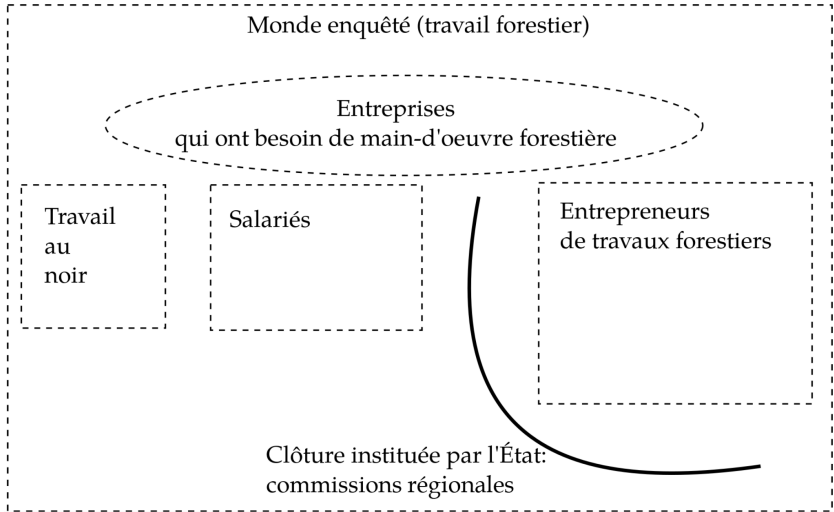 Monde enquêté (travail forestier)
Entreprises
qui ont besoin de main-d'oeuvre forestière
Travail
au
noir
Salariés
Entrepreneurs
de travaux forestiers
Clôture instituée par l'État:
commissions régionales